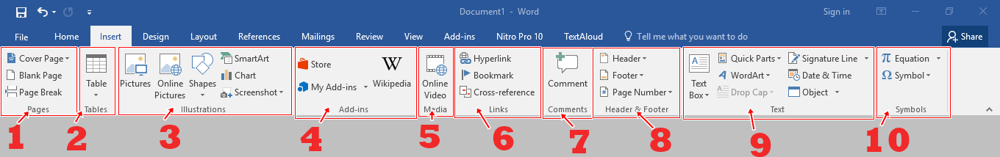 Document1 - Word
Sign in
File Home Insert Design Layout References Mailings Review View Add-ins Nitro Pro 10 TextAloud Tell me what you want to do Share
Cover Page
Blank Page
Page Break
Pages
Table
Tables
Pictures
Online Pictures
Shapes
SmartArt
Chart
Screenshot
Illustrations
Store
My Add-ins
W
Wikipedia
Add-ins
Online Video
Media
Hyperlink
Bookmark
Cross-reference
Links
Comment
Comments
Header
Footer
Page Number
Header & Footer
Text Box
Quick Parts
WordArt
Drop Cap
Signature Line
Date & Time
Object
Text
π Equation
Ω Symbol
Symbols
1 2 3 4 5 6 7 8 9 10